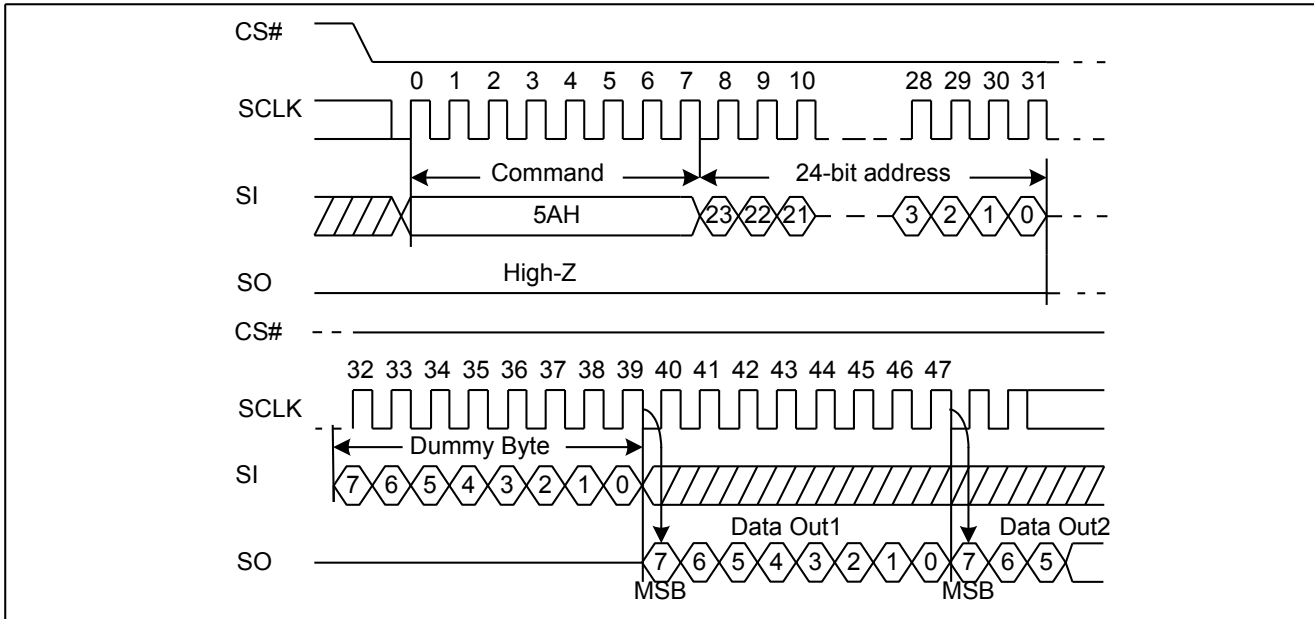 CS#
0 1 2 3 4 5 6 7 8 9 10 28 29 30 31
SCLK
Command 24-bit address
SI
5AH 23 22 21 3 2 1 0
High-Z
SO
CS#
32 33 34 35 36 37 38 39 40 41 42 43 44 45 46 47
SCLK
Dummy Byte
SI
7 6 5 4 3 2 1 0
Data Out1 Data Out2
SO
7 6 5 4 3 2 1 0 7 6 5
MSB MSB